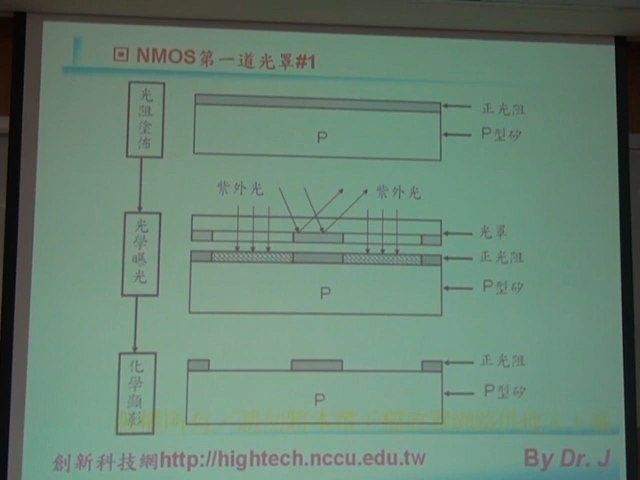 NMOS第一道光罩#1
光阻塗佈
正光阻
P
P型矽
紫外光
紫外光
光學曝光
光罩
正光阻
P
P型矽
化學顯影
正光阻
P
P型矽
創新科技網http://hightech.nccu.edu.tw
By Dr. J